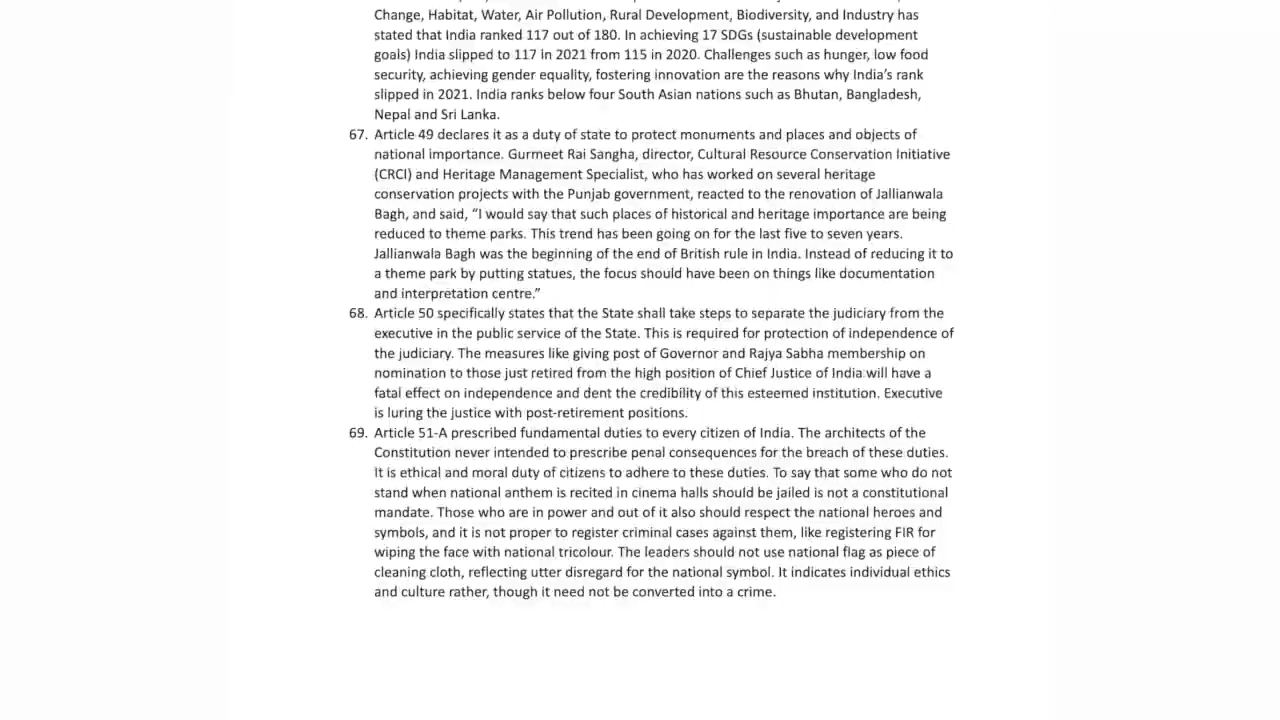 Change, Habitat, Water, Air Pollution, Rural Development, Biodiversity, and Industry has
stated that India ranked 117 out of 180. In achieving 17 SDGs (sustainable development
goals) India slipped to 117 in 2021 from 115 in 2020. Challenges such as hunger, low food
security, achieving gender equality, fostering innovation are the reasons why India's rank
slipped in 2021. India ranks below four South Asian nations such as Bhutan, Bangladesh,
Nepal and Sri Lanka.
67. Article 49 declares it as a duty of state to protect monuments and places and objects of
national importance. Gurmeet Rai Sangha, director, Cultural Resource Conservation Initiative
(CRCI) and Heritage Management Specialist, who has worked on several heritage
conservation projects with the Punjab government, reacted to the renovation of Jallianwala
Bagh, and said, “I would say that such places of historical and heritage importance are being
reduced to theme parks. This trend has been going on for the last five to seven years.
Jallianwala Bagh was the beginning of the end of British rule in India. Instead of reducing it to
a theme park by putting statues, the focus should have been on things like documentation
and interpretation centre.”
68. Article 50 specifically states that the State shall take steps to separate the judiciary from the
executive in the public service of the State. This is required for protection of independence of
the judiciary. The measures like giving post of Governor and Rajya Sabha membership on
nomination to those just retired from the high position of Chief Justice of India will have a
fatal effect on independence and dent the credibility of this esteemed institution. Executive
is luring the justice with post-retirement positions.
69. Article 51-A prescribed fundamental duties to every citizen of India. The architects of the
Constitution never intended to prescribe penal consequences for the breach of these duties.
It is ethical and moral duty of citizens to adhere to these duties. To say that some who do not
stand when national anthem is recited in cinema halls should be jailed is not a constitutional
mandate. Those who are in power and out of it also should respect the national heroes and
symbols, and it is not proper to register criminal cases against them, like registering FIR for
wiping the face with national tricolour. The leaders should not use national flag as piece of
cleaning cloth, reflecting utter disregard for the national symbol. It indicates individual ethics
and culture rather, though it need not be converted into a crime.